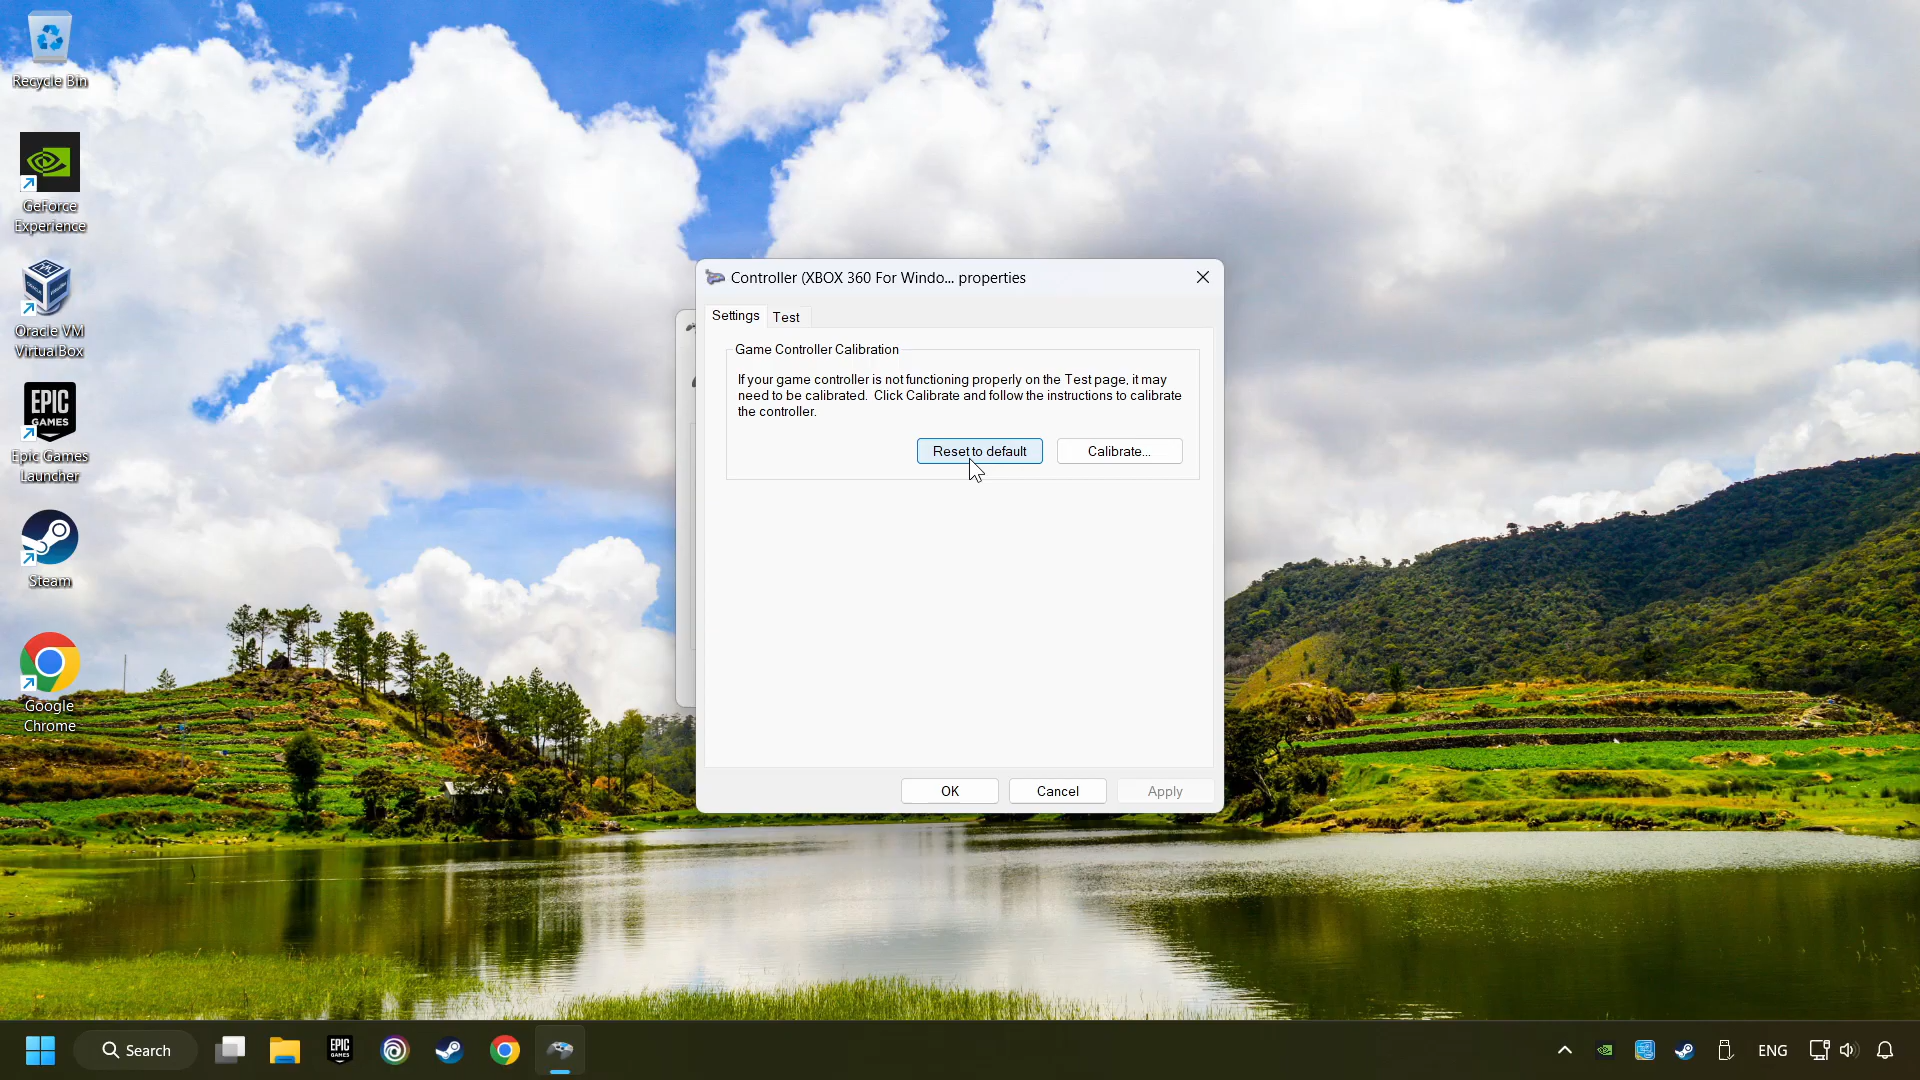 Recycle Bin
GeForce
Experience
Oracle VM
VirtualBox
EPIC
GAMES
Epic Games
Launcher
Steam
Google
Chrome
Controller (XBOX 360 For Windo... properties
Settings
Test
Game Controller Calibration
If your game controller is not functioning properly on the Test page, it may
need to be calibrated.  Click Calibrate and follow the instructions to calibrate
the controller.
Reset to default
Calibrate...
OK
Cancel
Apply
Search
EPIC
GAMES
ENG